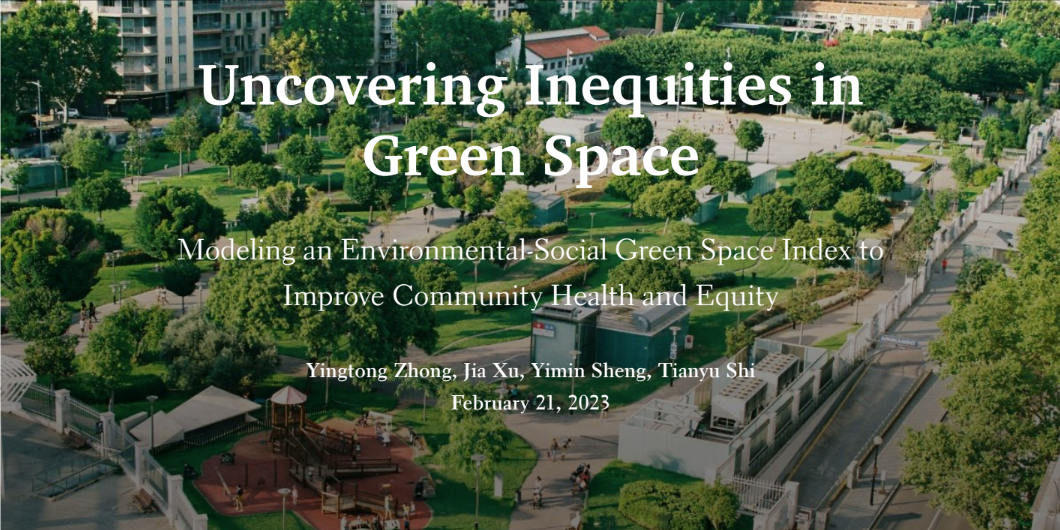 Uncovering Inequities in
Green Space
Modeling an Environmental-Social Green Space Index to
Improve Community Health and Equity
Yingtong Zhong, Jia Xu, Yimin Sheng, Tianyu Shi
February 21, 2023